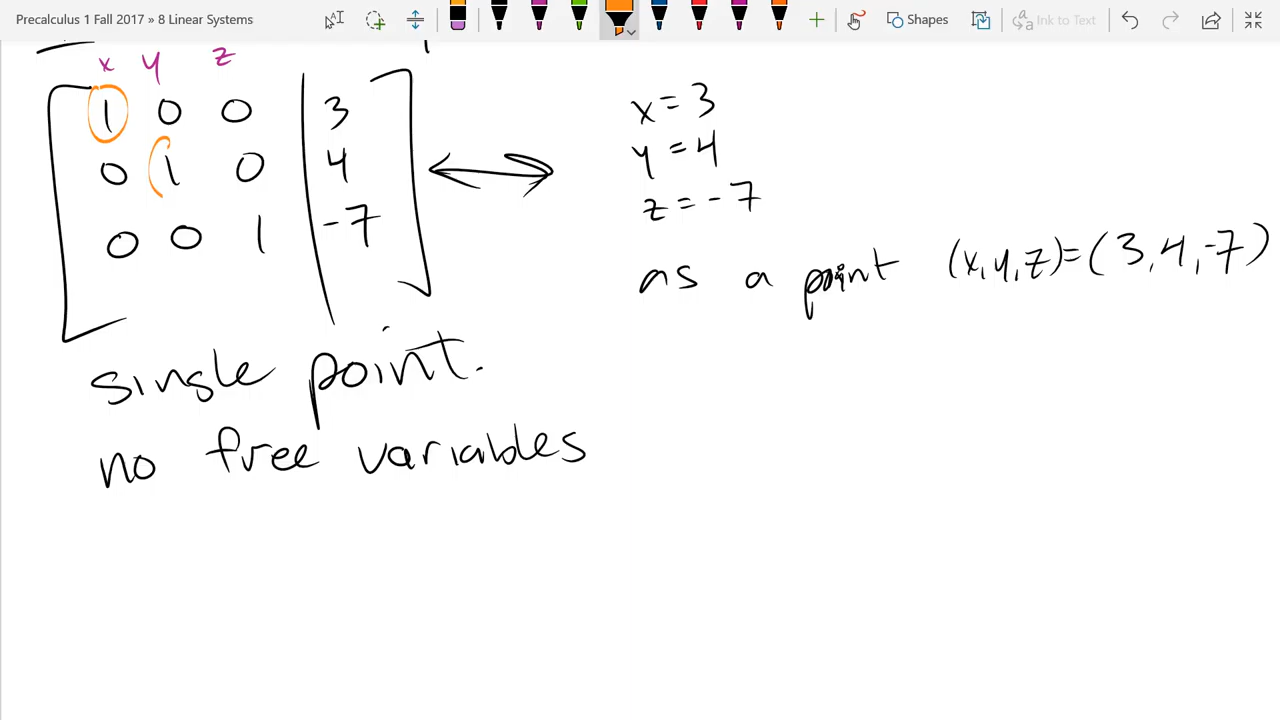 Precalculus 1 Fall 2017 » 8 Linear Systems
Shapes
Ink to Text
x y z
1 0 0 | 3
0 1 0 | 4
0 0 1 | -7
x = 3
y = 4
z = -7
as a point (x,y,z)=(3,4,-7)
single point.
no free variables